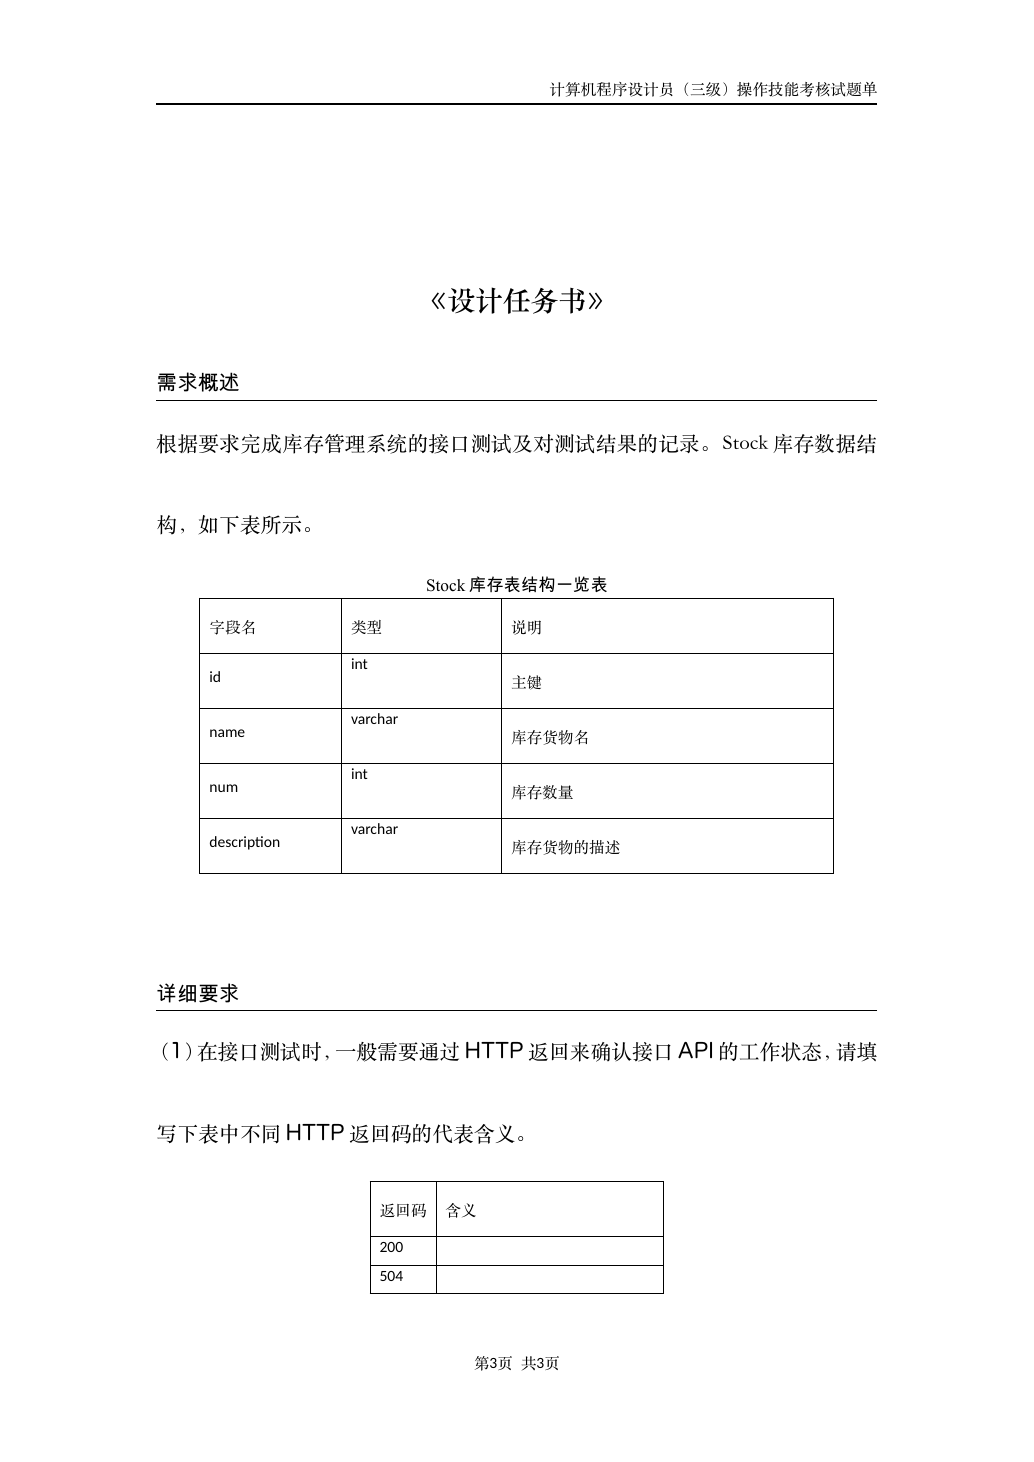 计算机程序设计员（三级）操作技能考核试题单
《设计任务书》
需求概述
根据要求完成库存管理系统的接口测试及对测试结果的记录。Stock 库存数据结
构，如下表所示。
Stock 库存表结构一览表
字段名 类型 说明
id int 主键
name varchar 库存货物名
num int 库存数量
description varchar 库存货物的描述
详细要求
（1）在接口测试时，一般需要通过 HTTP 返回来确认接口 API 的工作状态，请填
写下表中不同 HTTP 返回码的代表含义。
返回码 含义
200
504
第3页 共3页